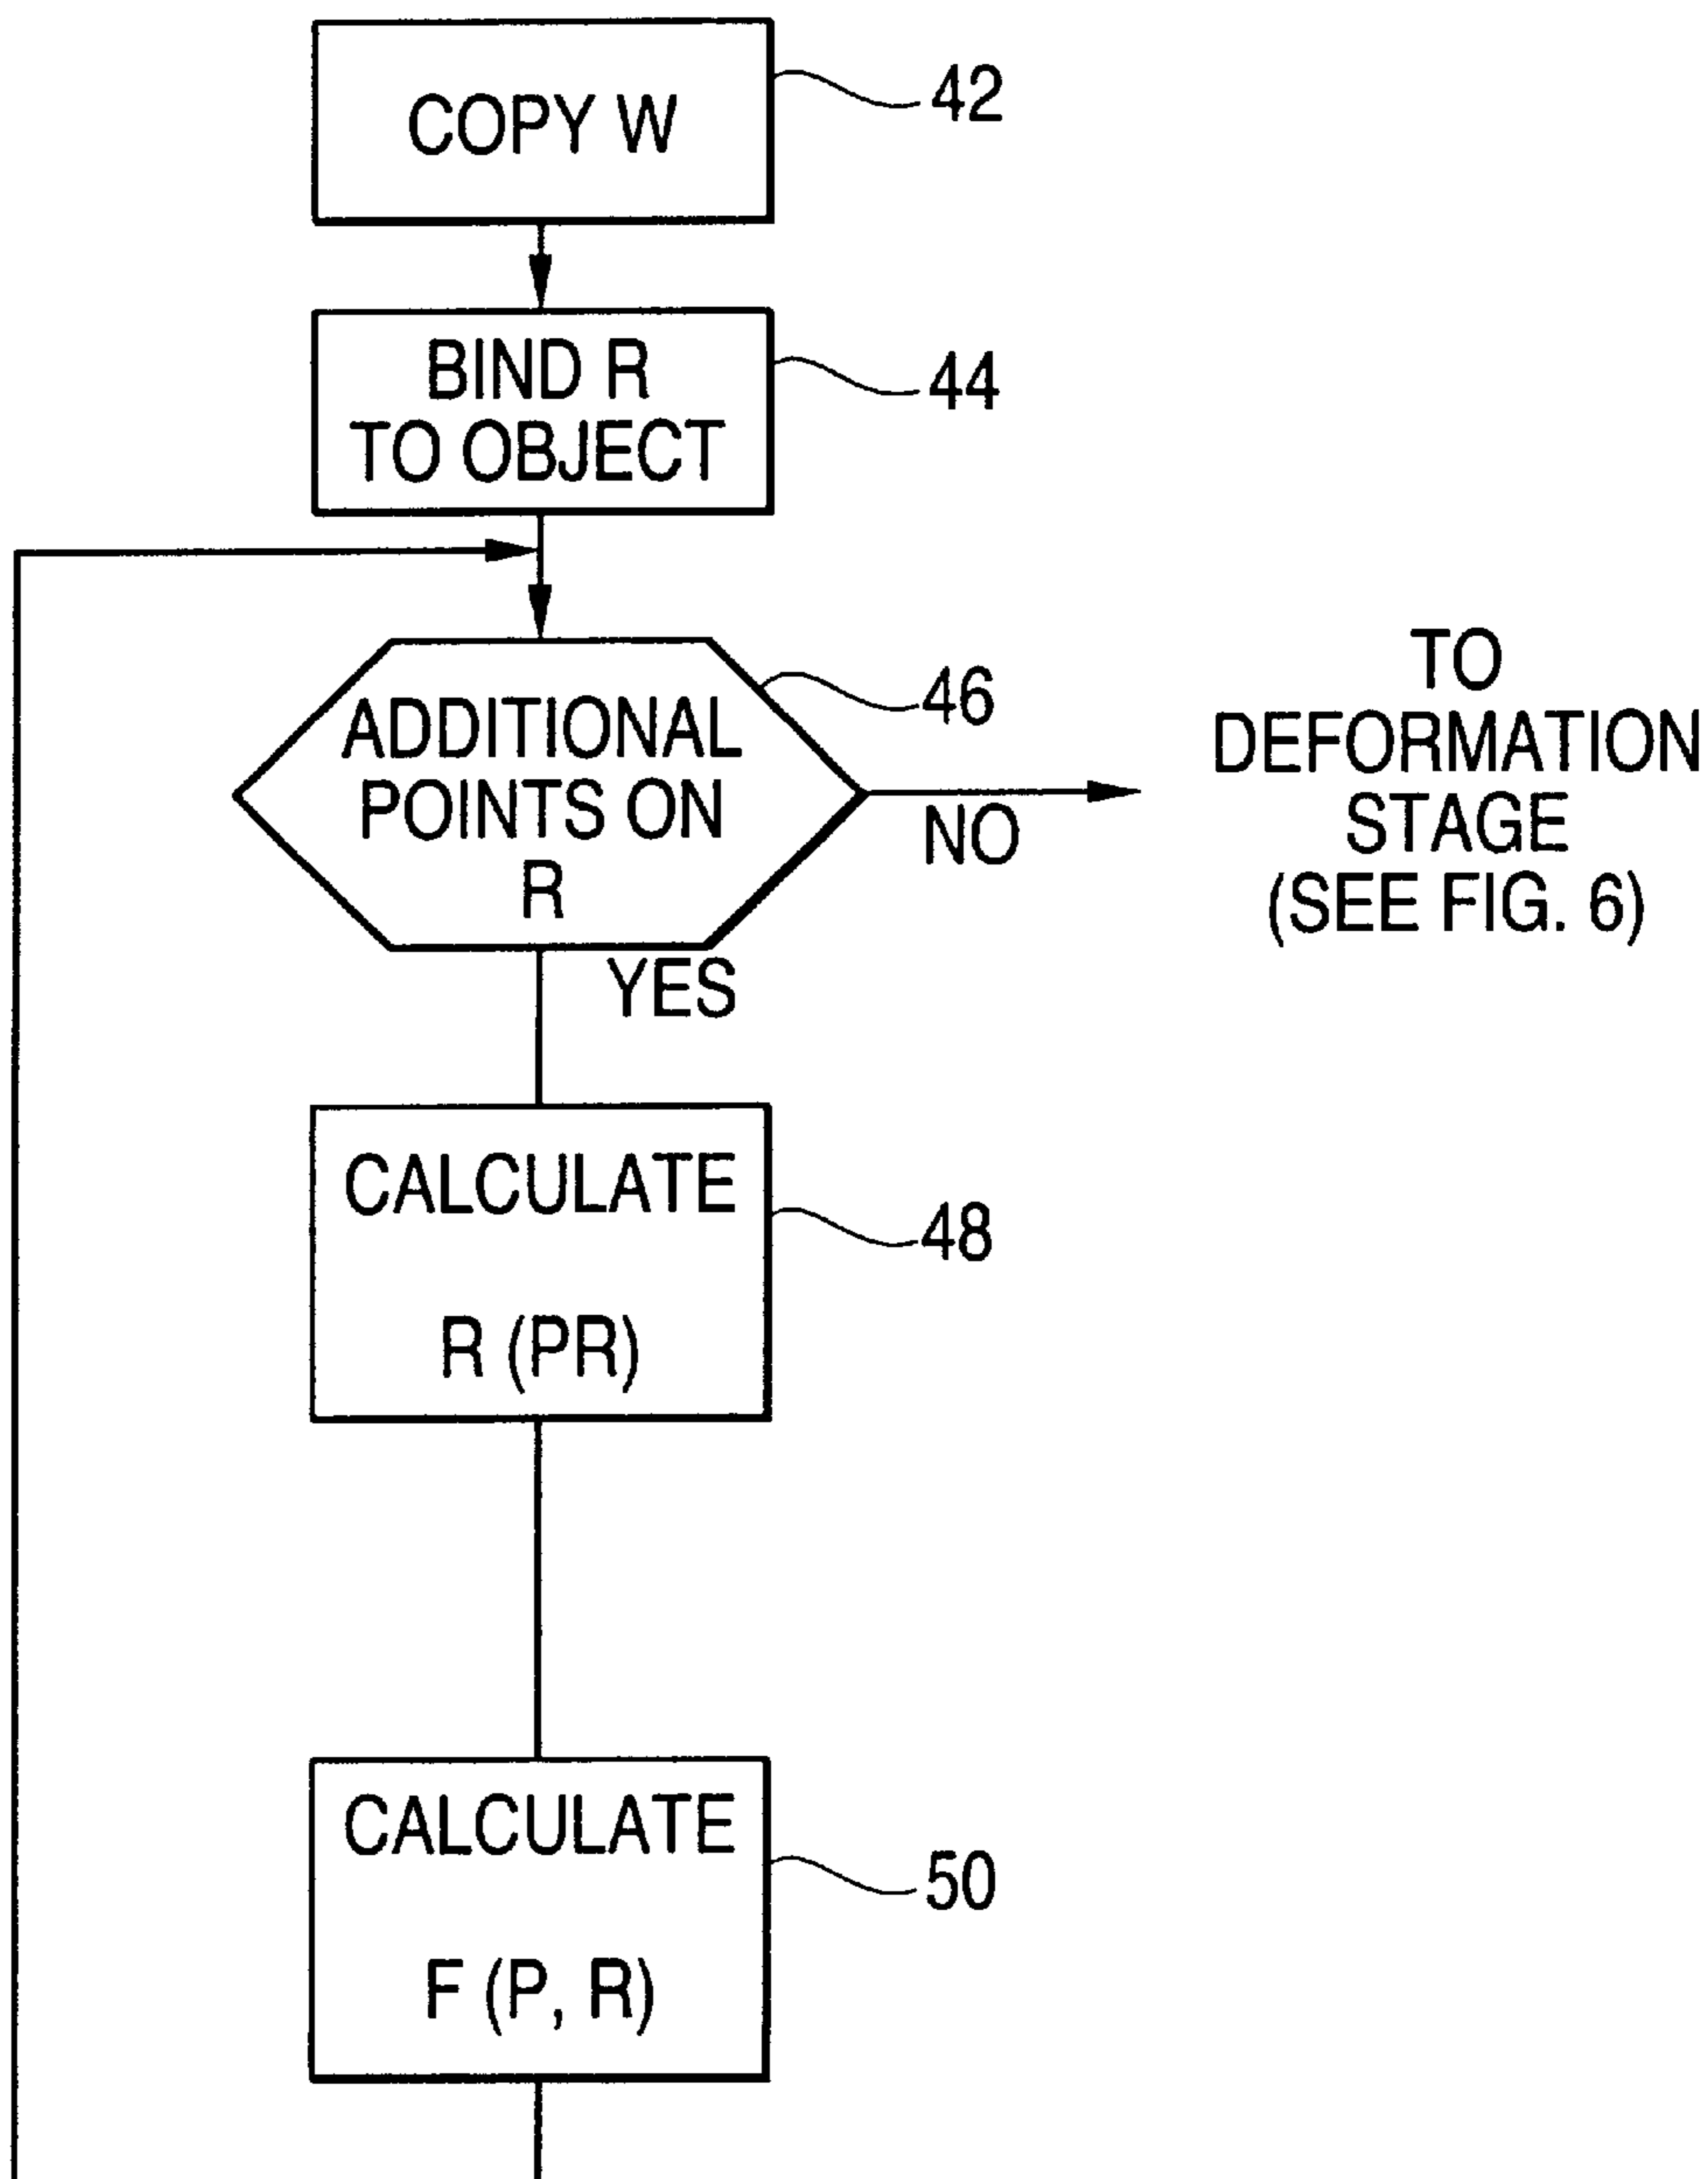 COPY W
42
BIND R
TO OBJECT
44
ADDITIONAL
POINTS ON
R
46
NO
TO
DEFORMATION
STAGE
(SEE FIG. 6)
YES
CALCULATE
R (PR)
48
CALCULATE
F (P, R)
50